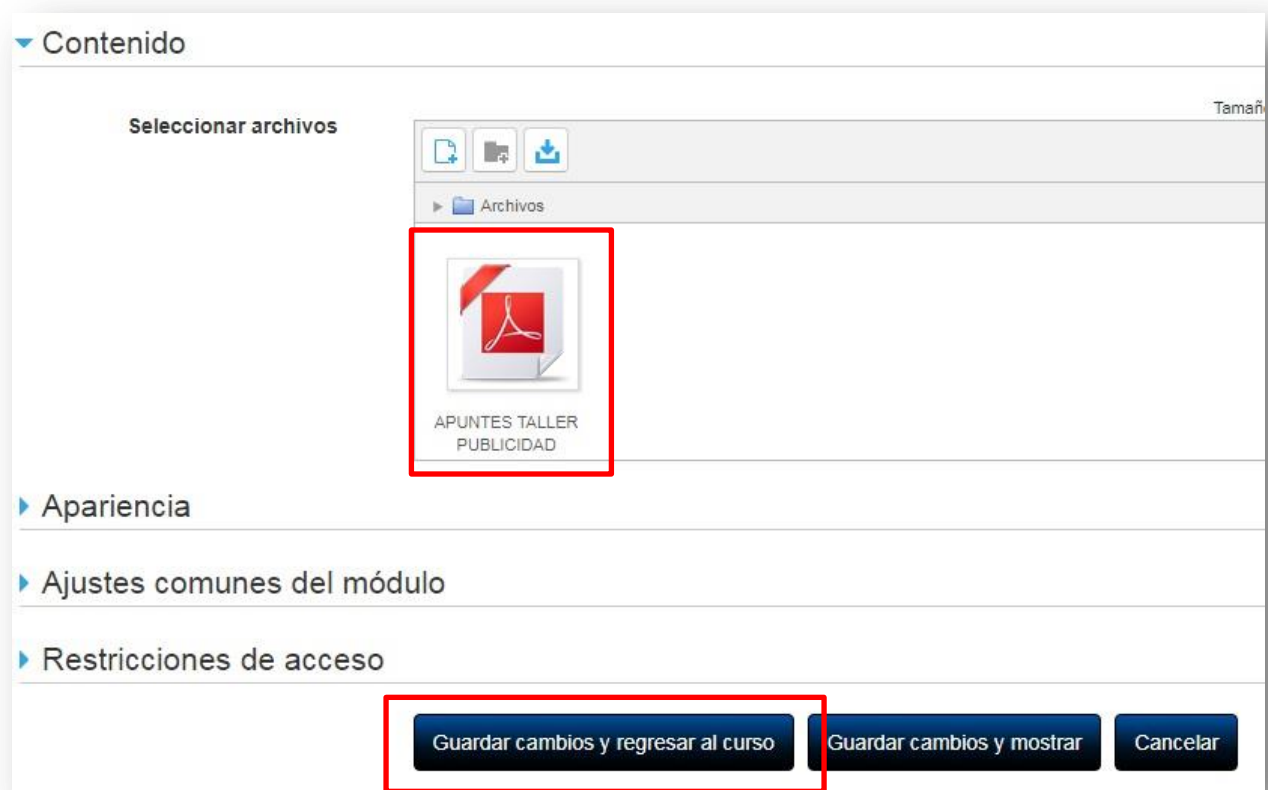 Contenido
Tamañ
Seleccionar archivos
Archivos
APUNTES TALLER
PUBLICIDAD
Apariencia
Ajustes comunes del módulo
Restricciones de acceso
Guardar cambios y regresar al curso Guardar cambios y mostrar Cancelar